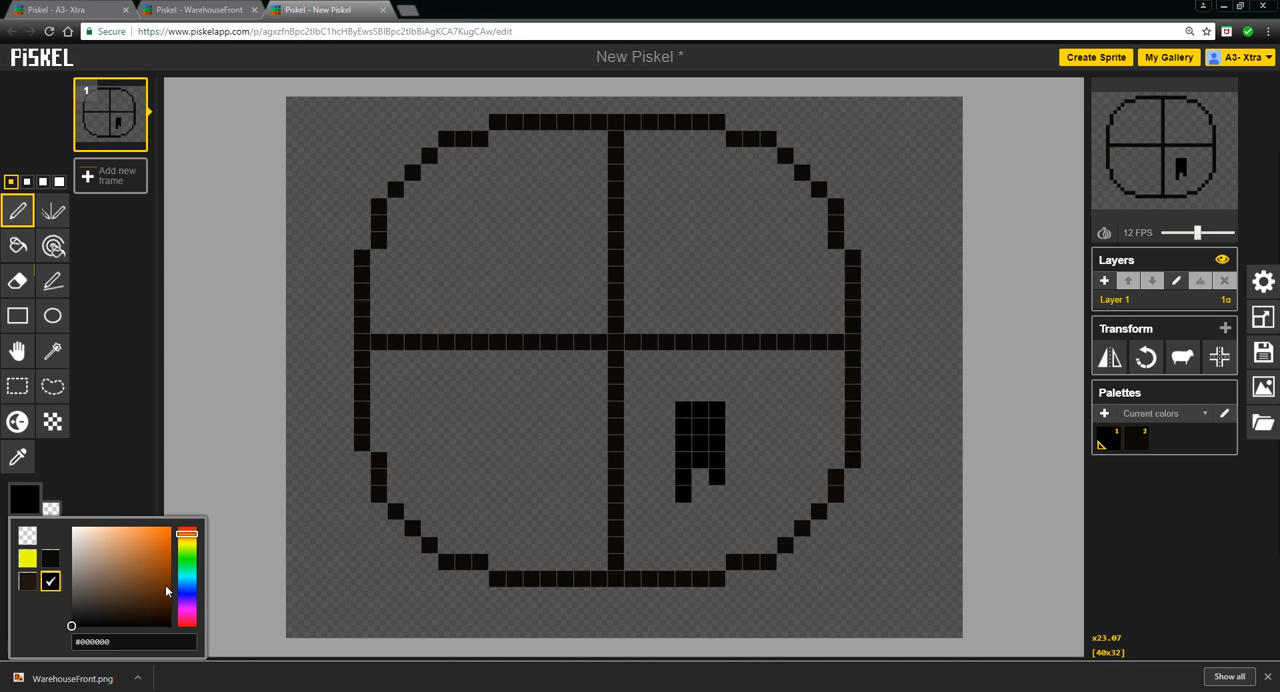 Piskel - A3- Xtra
Piskel - WarehouseFront
Piskel - New Piskel
Secure
https://www.piskelapp.com/p/agxzfnBpc2tlbC1hcHByEwsSBlBpc2tlbBiAgKCA7KugCAw/edit
PiSKEL
New Piskel *
Create Sprite
My Gallery
A3- Xtra
1
Add new
frame
12 FPS
Layers
Layer 1
1α
Transform
Palettes
Current colors
1
2
#000000
x23.07
[40x32]
WarehouseFront.png
Show all